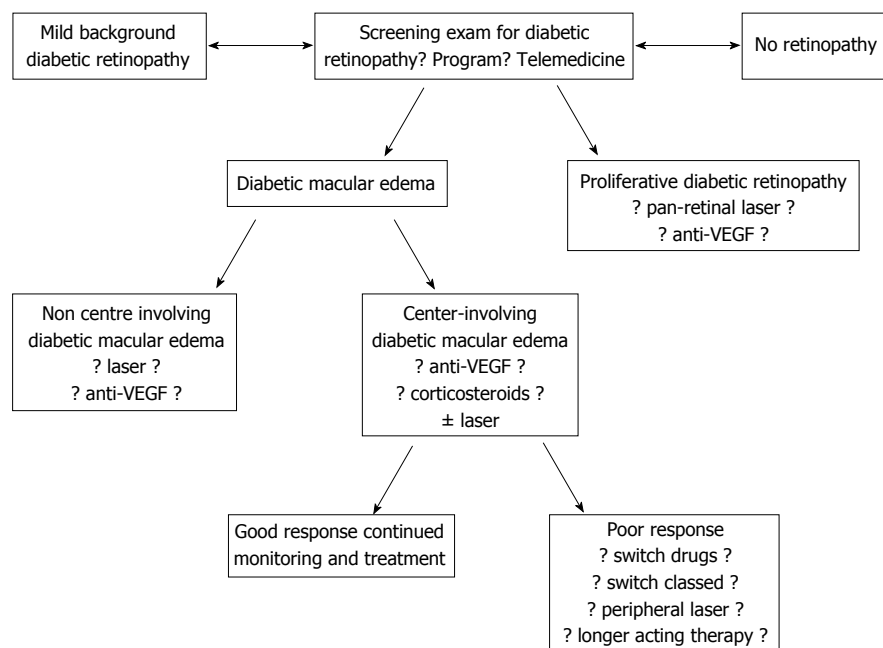 Mild background
diabetic retinopathy
Screening exam for diabetic
retinopathy? Program? Telemedicine
No retinopathy
Diabetic macular edema
Proliferative diabetic retinopathy
? pan-retinal laser ?
? anti-VEGF ?
Non centre involving
diabetic macular edema
? laser ?
? anti-VEGF ?
Center-involving
diabetic macular edema
? anti-VEGF ?
? corticosteroids ?
± laser
Good response continued
monitoring and treatment
Poor response
? switch drugs ?
? switch classed ?
? peripheral laser ?
? longer acting therapy ?